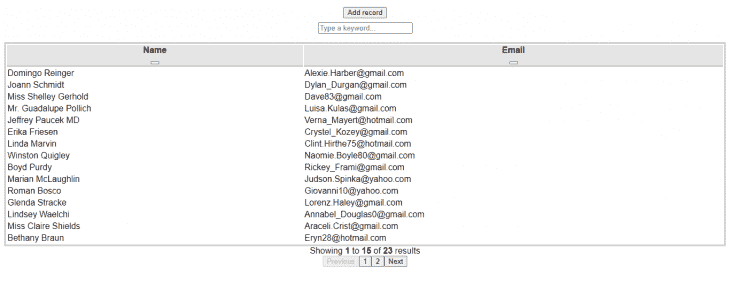 Add record
Type a keyword...
Name Email
Domingo Reinger Alexie.Harber@gmail.com
Joann Schmidt Dylan_Durgan@gmail.com
Miss Shelley Gerhold Dave83@gmail.com
Mr. Guadalupe Pollich Luisa.Kulas@gmail.com
Jeffrey Paucek MD Verna_Mayert@hotmail.com
Erika Friesen Crystel_Kozey@gmail.com
Linda Marvin Clint.Hirthe75@hotmail.com
Winston Quigley Naomie.Boyle80@gmail.com
Boyd Purdy Rickey_Frami@gmail.com
Marian McLaughlin Judson.Spinka@yahoo.com
Roman Bosco Giovanni10@yahoo.com
Glenda Stracke Lorenz.Haley@gmail.com
Lindsey Waelchi Annabel_Douglas0@gmail.com
Miss Claire Shields Araceli.Crist@gmail.com
Bethany Braun Eryn28@hotmail.com
Showing 1 to 15 of 23 results
Previous 1 2 Next